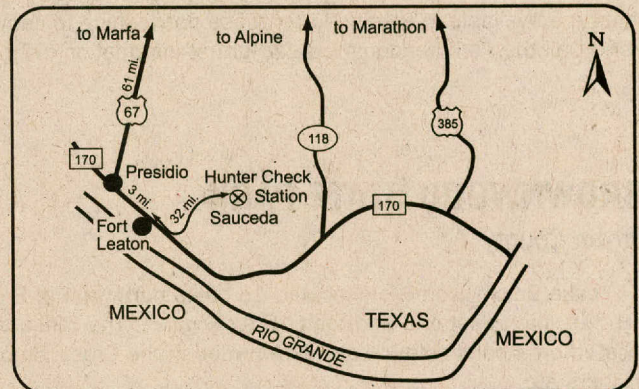 to Marfa
to Alpine
to Marathon
N
61 mi.
67
118
385
170
Presidio
3 mi.
32 mi.
Hunter Check
Station
Sauceda
170
Fort
Leaton
MEXICO
TEXAS
RIO GRANDE
MEXICO